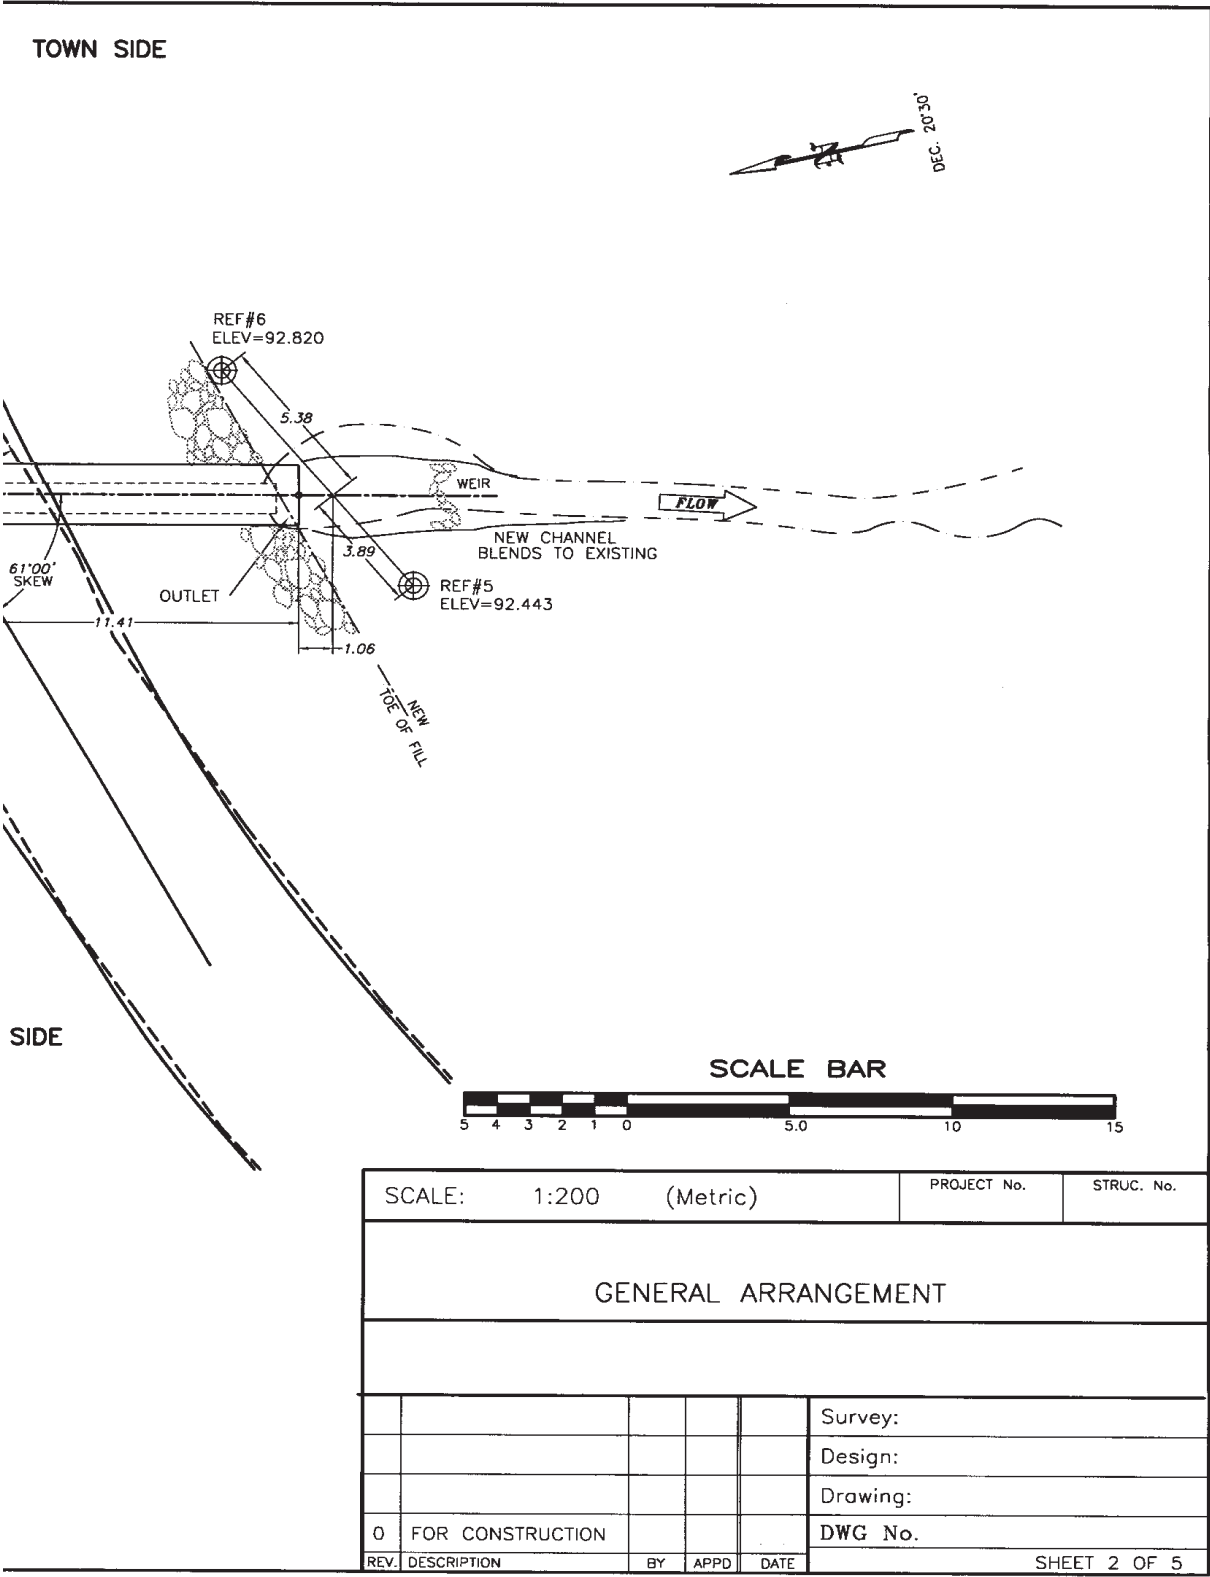 TOWN SIDE
DEC. 20°30'
N
REF#6
ELEV=92.820
5.38
WEIR
FLOW
NEW CHANNEL
BLENDS TO EXISTING
3.89
61°00'
SKEW
OUTLET
REF#5
ELEV=92.443
11.41
1.06
NEW
TOE OF FILL
SIDE
SCALE BAR
5 4 3 2 1 0 5.0 10 15
SCALE: 1:200 (Metric)
PROJECT No.
STRUC. No.
GENERAL ARRANGEMENT
Survey:
Design:
Drawing:
0 FOR CONSTRUCTION
DWG No.
REV. DESCRIPTION BY APPD DATE
SHEET 2 OF 5